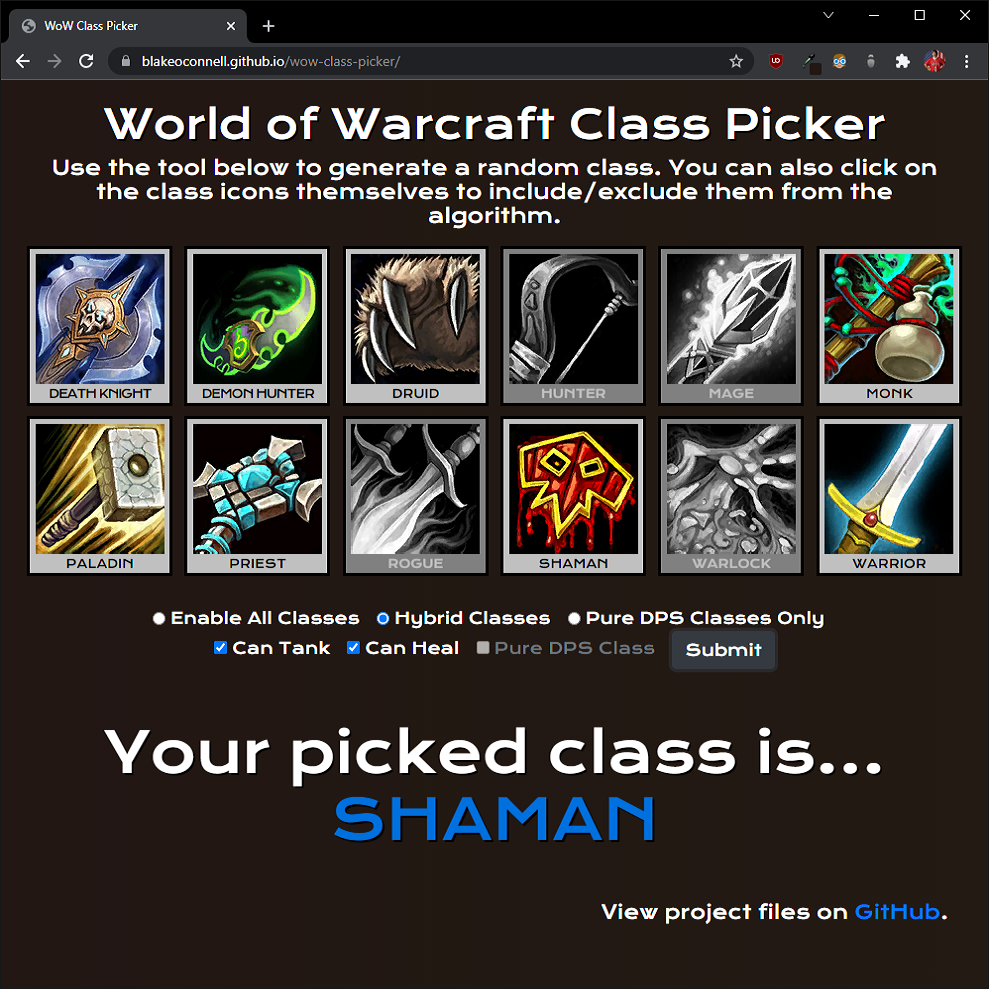 WoW Class Picker
blakeoconnell.github.io/wow-class-picker/
World of Warcraft Class Picker
Use the tool below to generate a random class. You can also click on
the class icons themselves to include/exclude them from the
algorithm.
DEATH KNIGHT DEMON HUNTER DRUID HUNTER MAGE MONK
PALADIN PRIEST ROGUE SHAMAN WARLOCK WARRIOR
Enable All Classes Hybrid Classes Pure DPS Classes Only
Can Tank Can Heal Pure DPS Class Submit
Your picked class is...
SHAMAN
View project files on GitHub.